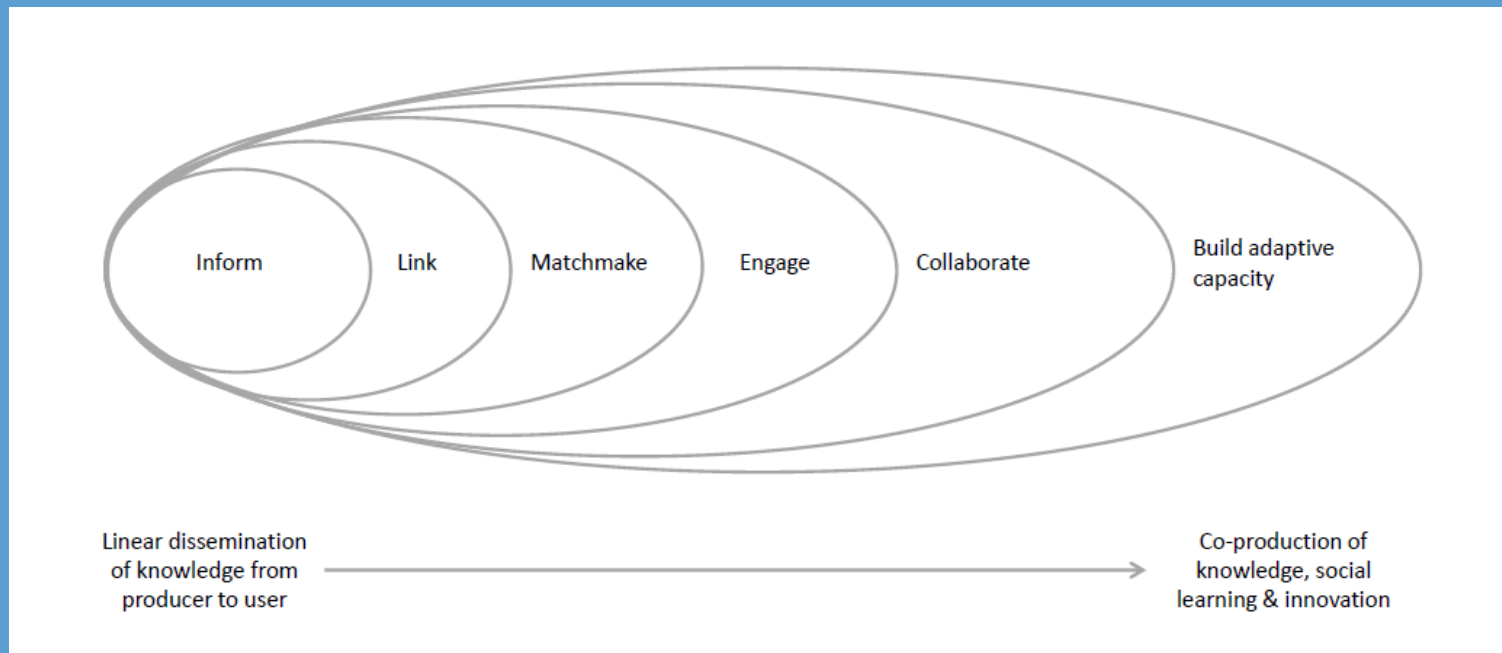 Inform
Link
Matchmake
Engage
Collaborate
Build adaptive
capacity
Linear dissemination
of knowledge from
producer to user
Co-production of
knowledge, social
learning & innovation